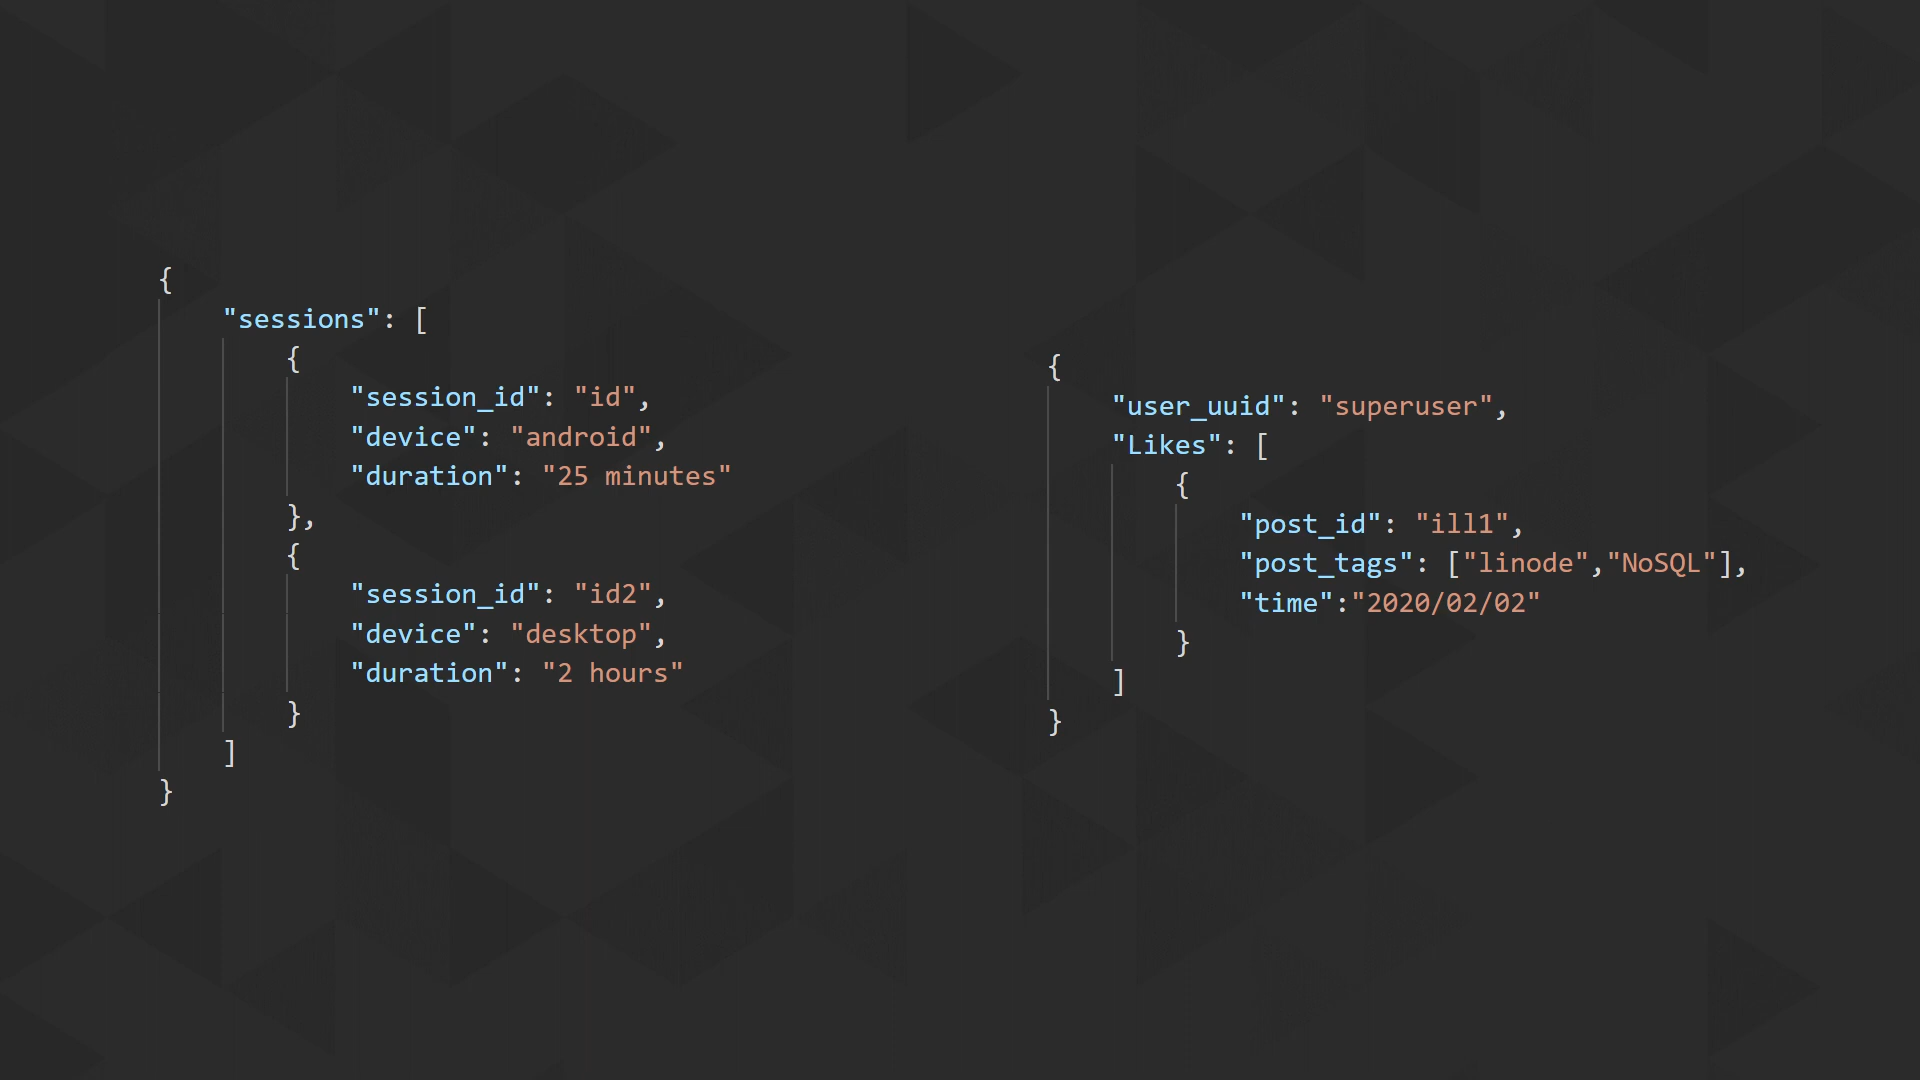 {
    "sessions": [
        {
            "session_id": "id",
            "device": "android",
            "duration": "25 minutes"
        },
        {
            "session_id": "id2",
            "device": "desktop",
            "duration": "2 hours"
        }
    ]
}
{
    "user_uuid": "superuser",
    "Likes": [
        {
            "post_id": "ill1",
            "post_tags": ["linode","NoSQL"],
            "time":"2020/02/02"
        }
    ]
}